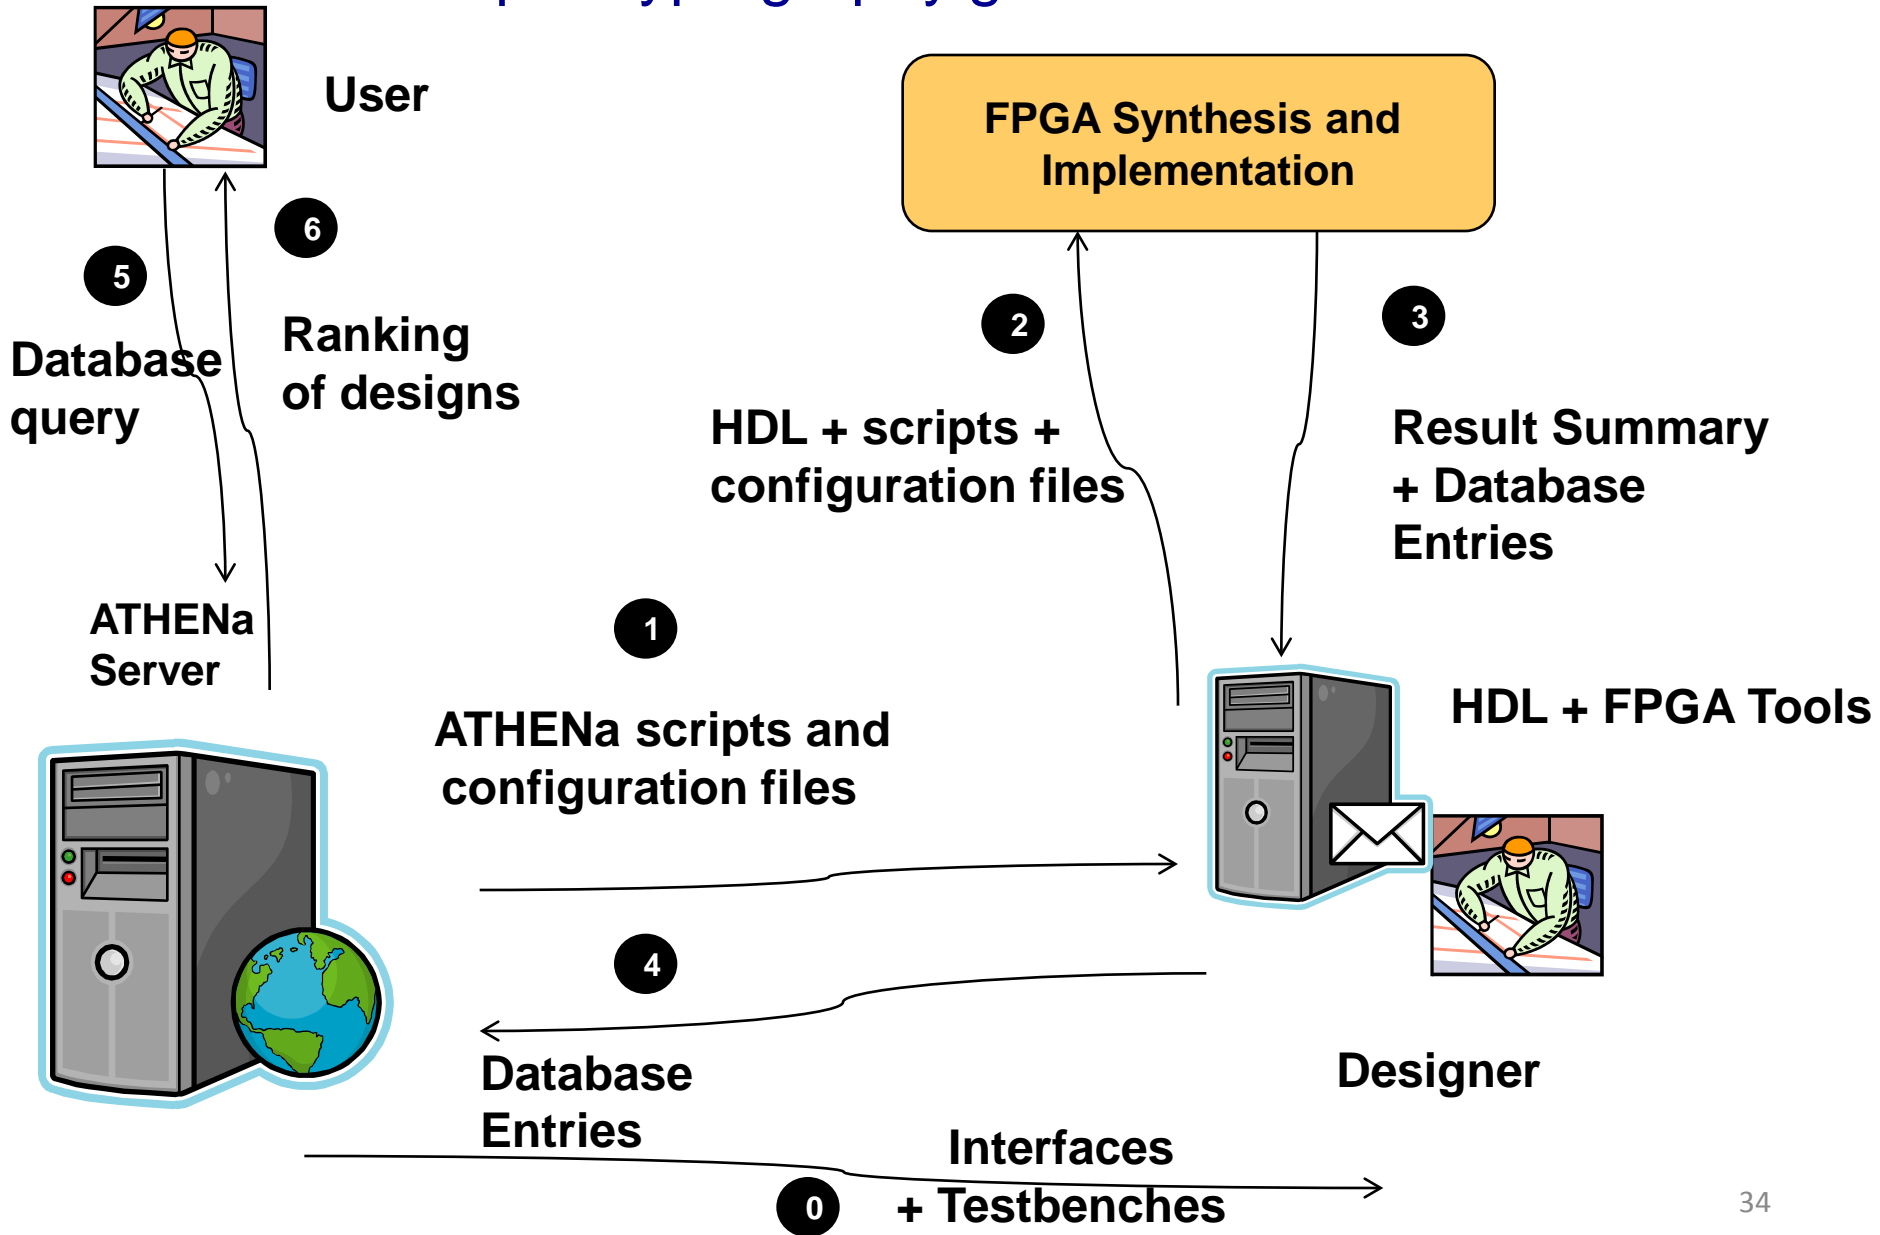 User
FPGA Synthesis and
Implementation
6
5
2
3
Ranking
of designs
Database
query
HDL + scripts +
configuration files
Result Summary
+ Database
Entries
ATHENa
Server
1
ATHENa scripts and
configuration files
HDL + FPGA Tools
4
Database
Entries
Designer
Interfaces
+ Testbenches
0
34